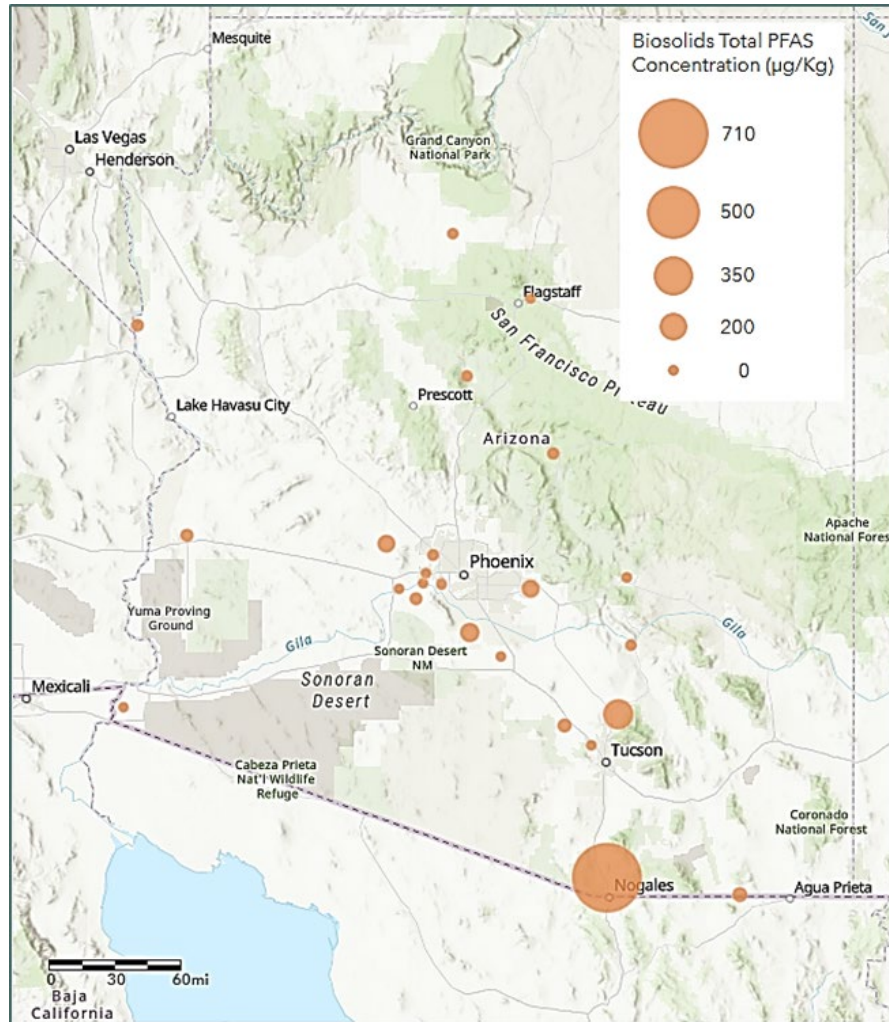 Mesquite
San J
Biosolids Total PFAS
Concentration (µg/Kg)
Las Vegas
Henderson
Grand Canyon
National Park
710
500
350
200
0
Flagstaff
San Francisco P
eau
Lake Havasu City
Prescott
Arizona
Apache
National Forest
Phoenix
Yuma Proving
Ground
Gila
Gila
Sonoran Desert
NM
Sonoran
Desert
Mexicali
Tucson
Cabeza Prieta
Nat'l Wildlife
Refuge
Coronado
National Forest
Nogales
Agua Prieta
0
30
60mi
Baja
California